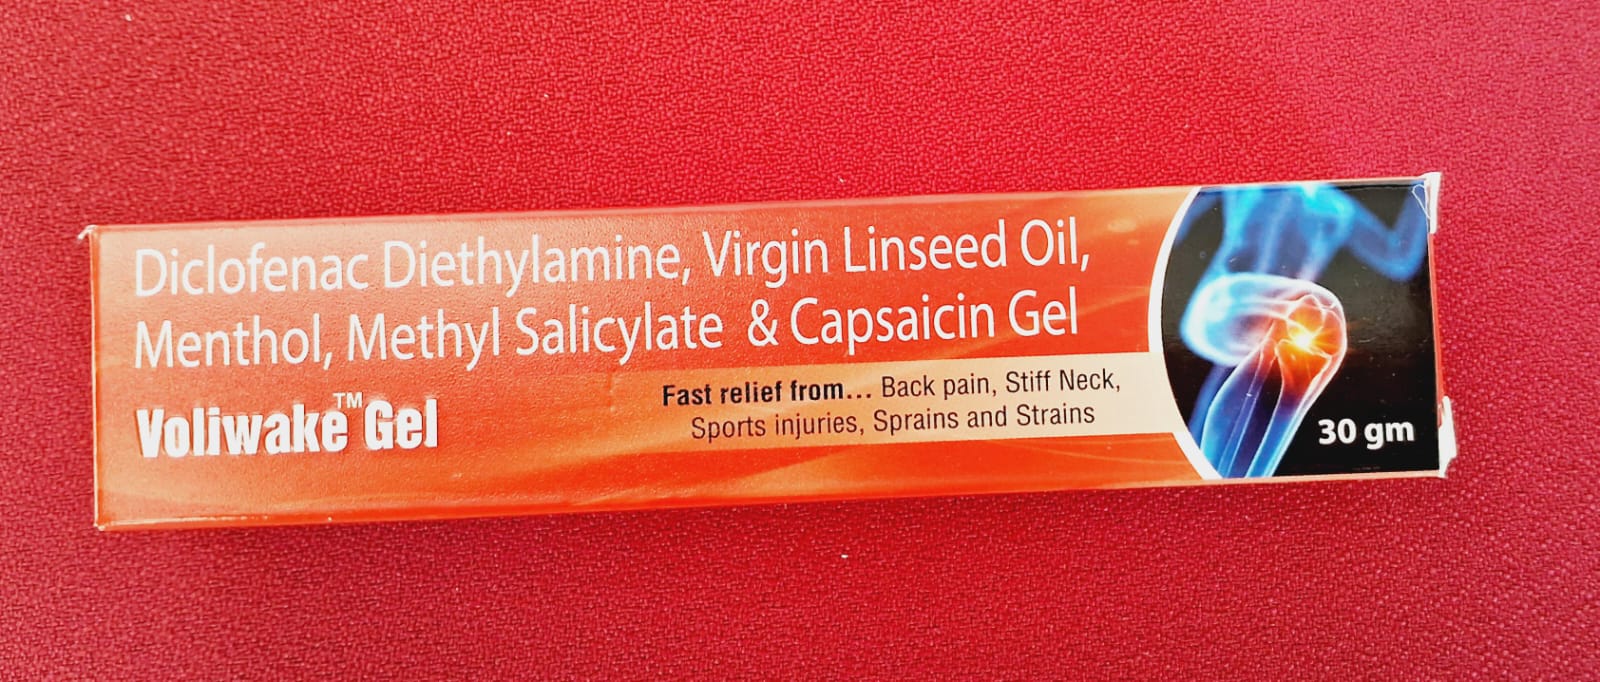 Diclofenac Diethylamine, Virgin Linseed Oil,
Menthol, Methyl Salicylate & Capsaicin Gel
Voliwake™ Gel
Fast relief from... Back pain, Stiff Neck,
Sports injuries, Sprains and Strains
30 gm